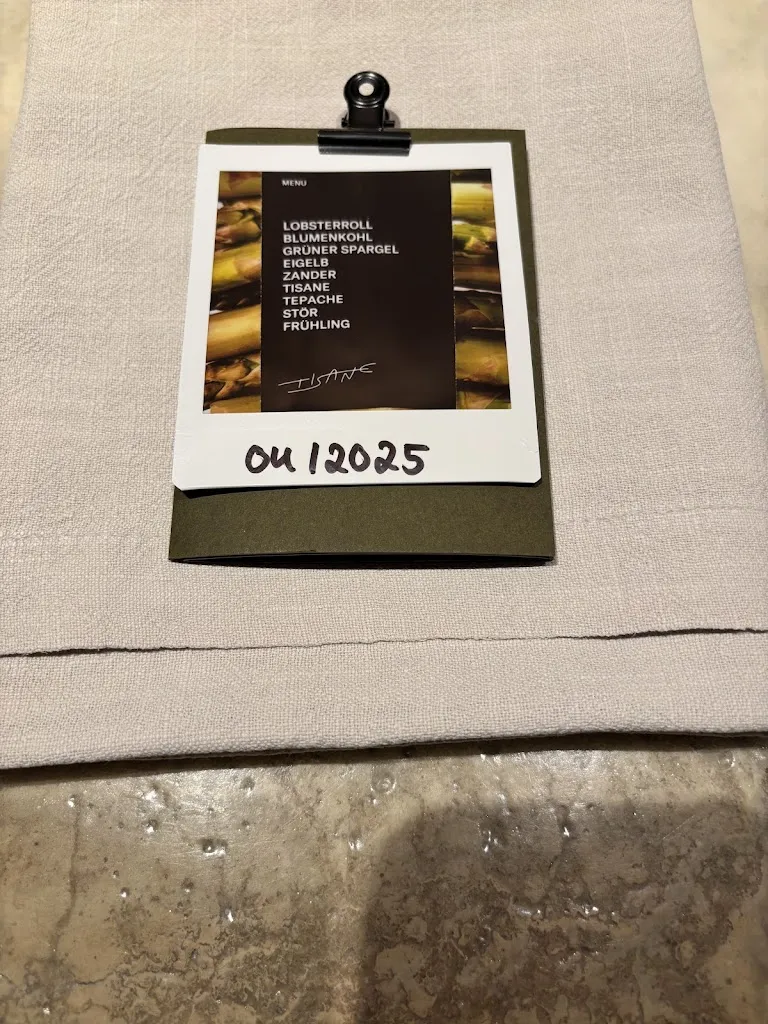 MENU
LOBSTERROLL
BLUMENKOHL
GRÜNER SPARGEL
EIGELB
ZANDER
TISANE
TEPACHE
STÖR
FRÜHLING
TISANE
04/2025